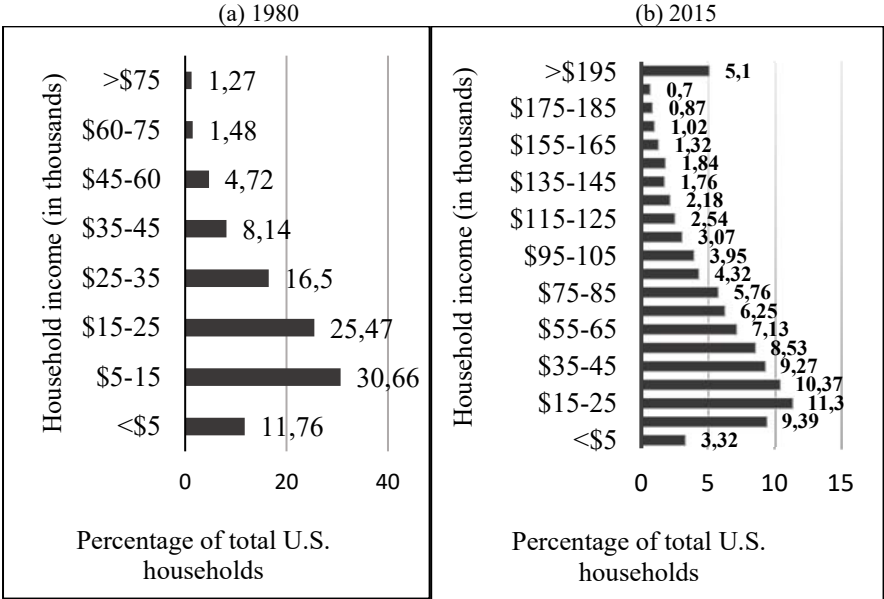 (a) 1980
Household income (in thousands)
>$75 1,27
$60-75 1,48
$45-60 4,72
$35-45 8,14
$25-35 16,5
$15-25 25,47
$5-15 30,66
<$5 11,76
0 20 40
Percentage of total U.S.
households
(b) 2015
Household income (in thousands)
>$195 5,1
0,7
$175-185 0,87
1,02
$155-165 1,32
1,84
$135-145 1,76
2,18
$115-125 2,54
3,07
$95-105 3,95
4,32
$75-85 5,76
6,25
$55-65 7,13
8,53
$35-45 9,27
10,37
$15-25 11,3
9,39
<$5 3,32
0 5 10 15
Percentage of total U.S.
households